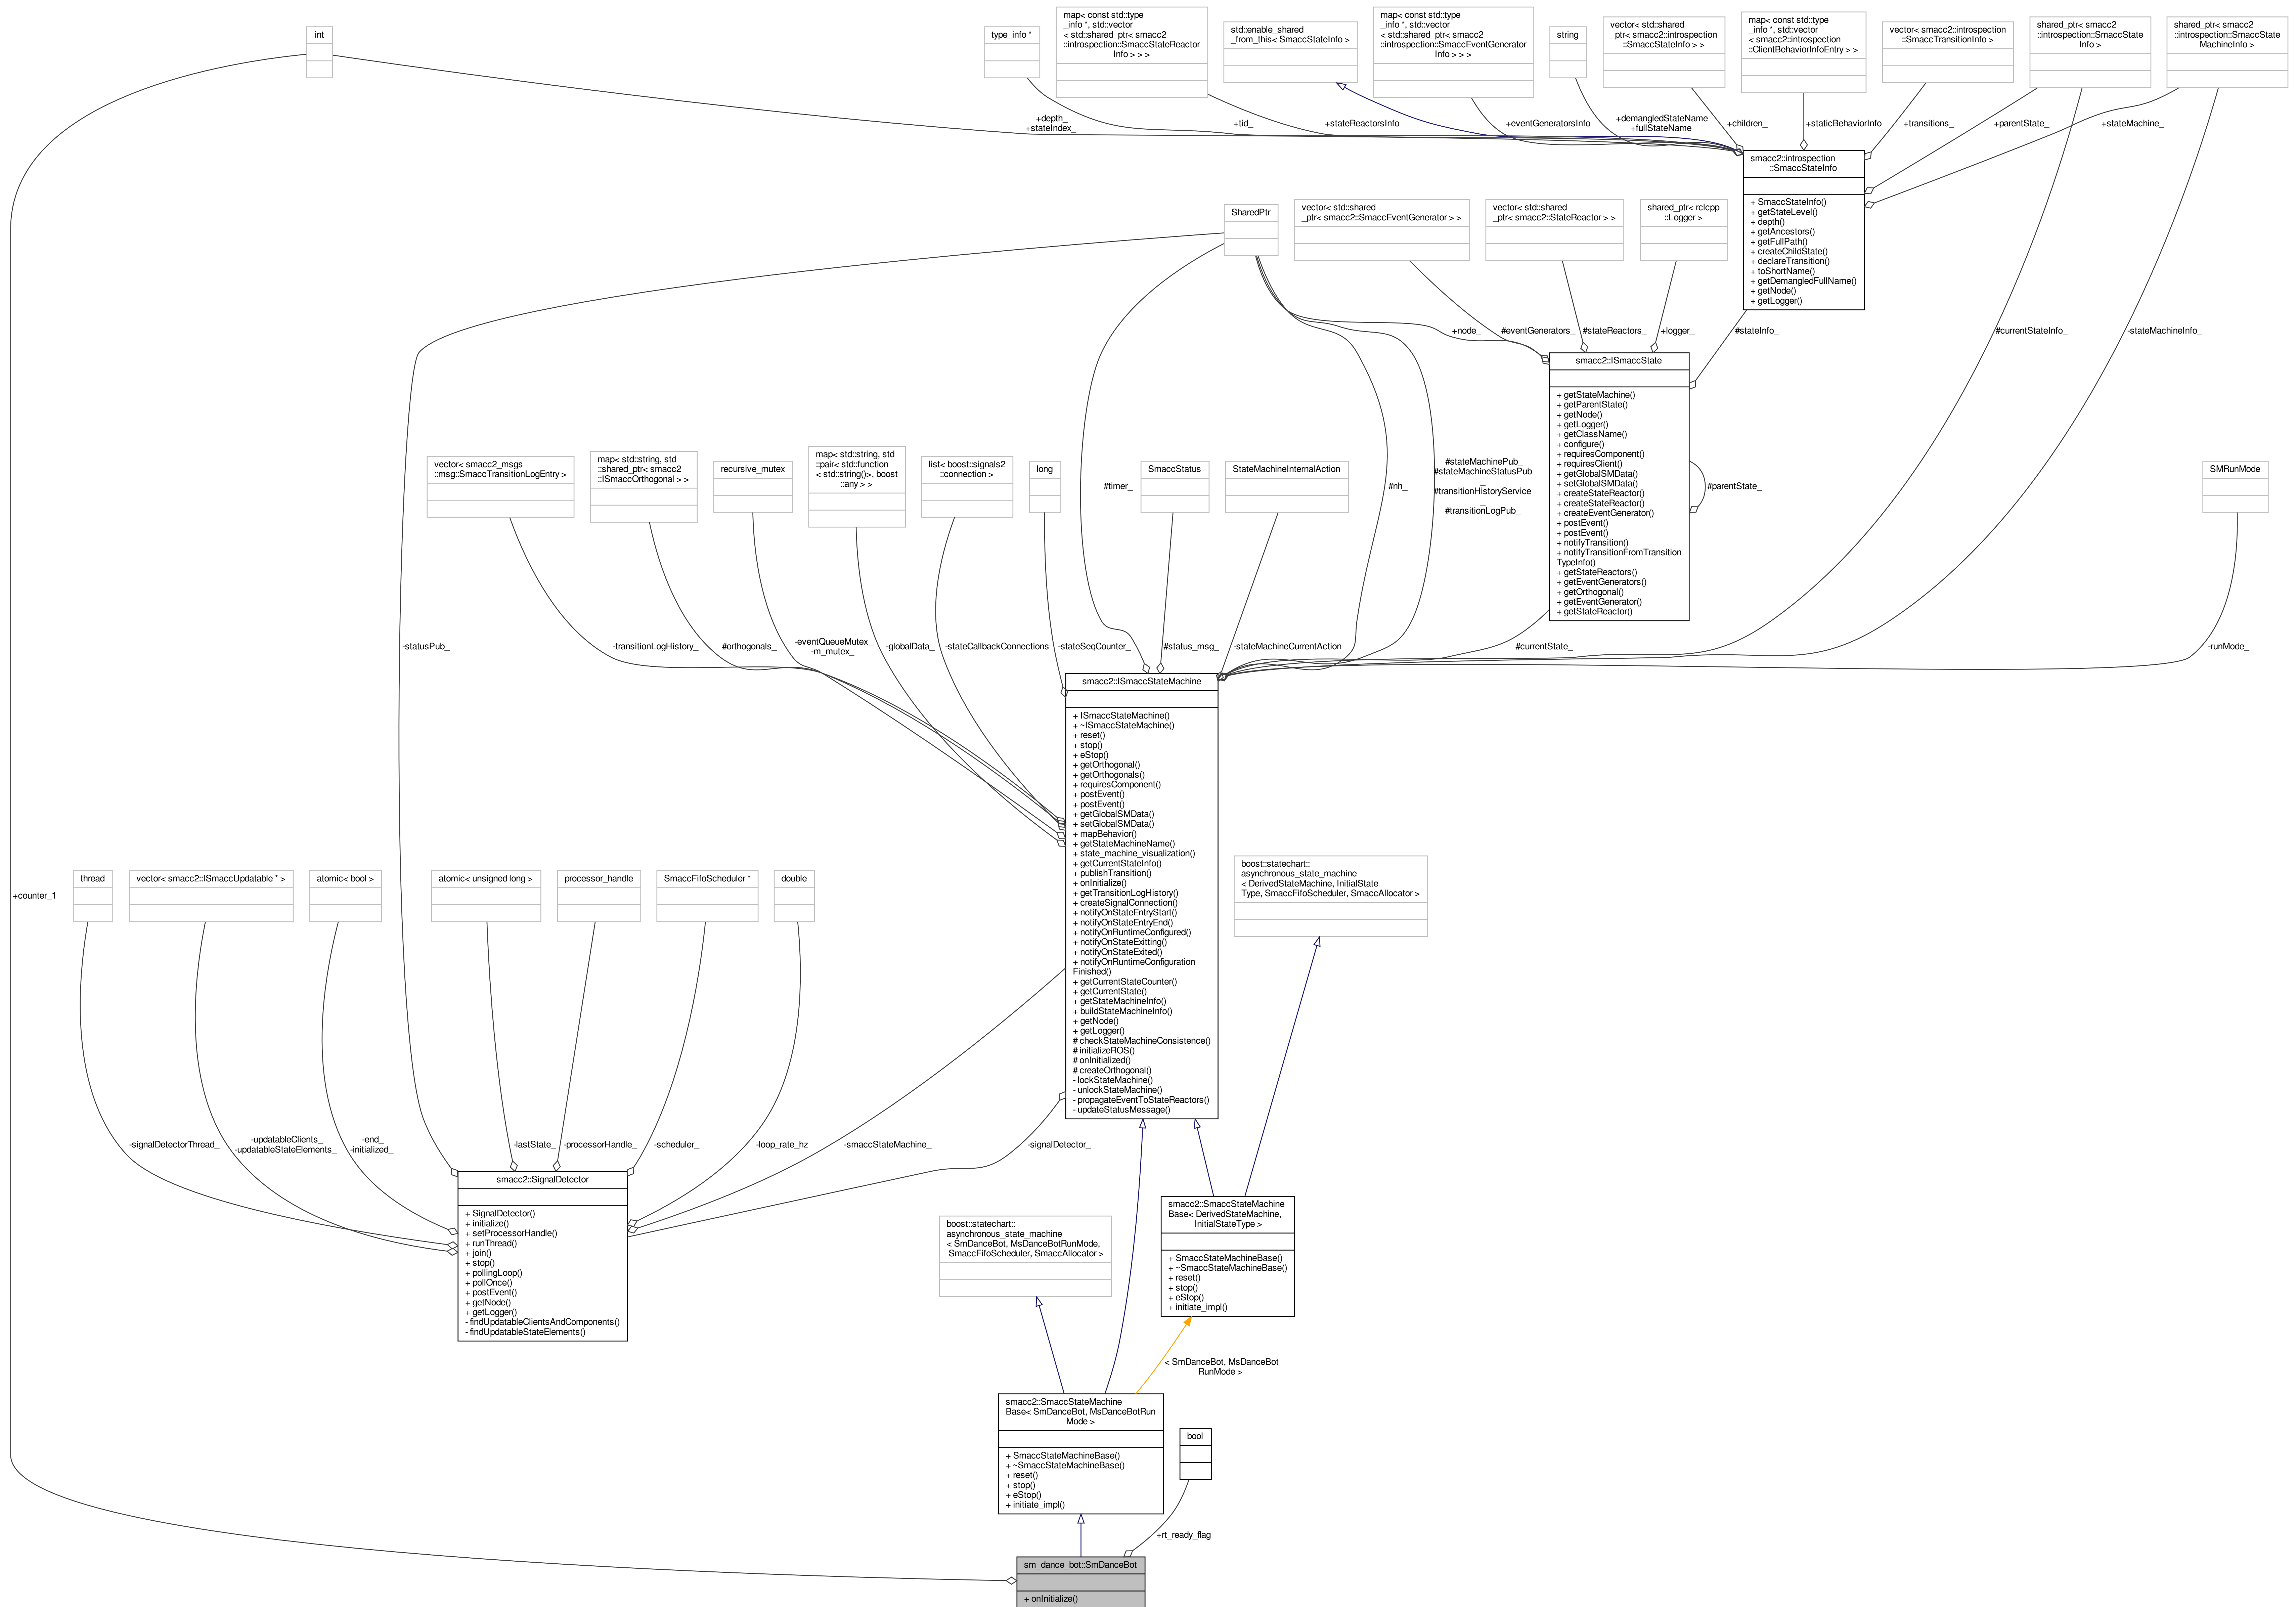 int
type_info *
map< const std::type
_info *, std::vector
< std::shared_ptr< smacc2
::introspection::SmaccStateReactor
Info > > >
std::enable_shared
_from_this< SmaccStateInfo >
map< const std::type
_info *, std::vector
< std::shared_ptr< smacc2
::introspection::SmaccEventGenerator
Info > > >
string
vector< std::shared
_ptr< smacc2::introspection
::SmaccStateInfo > >
map< const std::type
_info *, std::vector
< smacc2::introspection
::ClientBehaviorInfoEntry > >
vector< smacc2::introspection
::SmaccTransitionInfo >
shared_ptr< smacc2
::introspection::SmaccState
Info >
shared_ptr< smacc2
::introspection::SmaccState
MachineInfo >
+depth_
+stateIndex_
+tid_
+stateReactorsInfo
+eventGeneratorsInfo
+demangledStateName
+fullStateName
+children_
+staticBehaviorInfo
+transitions_
+parentState_
+stateMachine_
smacc2::introspection
::SmaccStateInfo
+ SmaccStateInfo()
+ getStateLevel()
+ depth()
+ getAncestors()
+ getFullPath()
+ createChildState()
+ declareTransition()
+ toShortName()
+ getDemangledFullName()
+ getNode()
+ getLogger()
SharedPtr
vector< std::shared
_ptr< smacc2::SmaccEventGenerator > >
vector< std::shared
_ptr< smacc2::StateReactor > >
shared_ptr< rclcpp
::Logger >
+node_
#eventGenerators_
#stateReactors_
+logger_
#stateInfo_
#currentStateInfo_
-stateMachineInfo_
smacc2::ISmaccState
+ getStateMachine()
+ getParentState()
+ getNode()
+ getLogger()
+ getClassName()
+ configure()
+ requiresComponent()
+ requiresClient()
+ getGlobalSMData()
+ setGlobalSMData()
+ createStateReactor()
+ createStateReactor()
+ createEventGenerator()
+ postEvent()
+ postEvent()
+ notifyTransition()
+ notifyTransitionFromTransition
TypeInfo()
+ getStateReactors()
+ getEventGenerators()
+ getOrthogonal()
+ getEventGenerator()
+ getStateReactor()
#parentState_
vector< smacc2_msgs
::msg::SmaccTransitionLogEntry >
map< std::string, std
::shared_ptr< smacc2
::ISmaccOrthogonal > >
recursive_mutex
map< std::string, std
::pair< std::function
< std::string()>, boost
::any > >
list< boost::signals2
::connection >
long
#timer_
SmaccStatus
StateMachineInternalAction
#nh_
#stateMachinePub_
#stateMachineStatusPub
_
#transitionHistoryService
_
#transitionLogPub_
SMRunMode
-statusPub_
-transitionLogHistory_
#orthogonals_
-eventQueueMutex_
-m_mutex_
-globalData_
-stateCallbackConnections
-stateSeqCounter_
#status_msg_
-stateMachineCurrentAction
#currentState_
-runMode_
smacc2::ISmaccStateMachine
+ ISmaccStateMachine()
+ ~ISmaccStateMachine()
+ reset()
+ stop()
+ eStop()
+ getOrthogonal()
+ getOrthogonals()
+ requiresComponent()
+ postEvent()
+ postEvent()
+ getGlobalSMData()
+ setGlobalSMData()
+ mapBehavior()
+ getStateMachineName()
+ state_machine_visualization()
+ getCurrentStateInfo()
+ publishTransition()
+ onInitialize()
+ getTransitionLogHistory()
+ createSignalConnection()
+ notifyOnStateEntryStart()
+ notifyOnStateEntryEnd()
+ notifyOnRuntimeConfigured()
+ notifyOnStateExitting()
+ notifyOnStateExited()
+ notifyOnRuntimeConfiguration
Finished()
+ getCurrentStateCounter()
+ getCurrentState()
+ getStateMachineInfo()
+ buildStateMachineInfo()
+ getNode()
+ getLogger()
# checkStateMachineConsistence()
# initializeROS()
# onInitialized()
# createOrthogonal()
- lockStateMachine()
- unlockStateMachine()
- propagateEventToStateReactors()
- updateStatusMessage()
+counter_1
thread
vector< smacc2::ISmaccUpdatable * >
atomic< bool >
atomic< unsigned long >
processor_handle
SmaccFifoScheduler *
double
boost::statechart::
asynchronous_state_machine
< DerivedStateMachine, InitialState
Type, SmaccFifoScheduler, SmaccAllocator >
-signalDetectorThread_
-updatableClients_
-updatableStateElements_
-end_
-initialized_
-lastState_
-processorHandle_
-scheduler_
-loop_rate_hz
-smaccStateMachine_
-signalDetector_
smacc2::SignalDetector
+ SignalDetector()
+ initialize()
+ setProcessorHandle()
+ runThread()
+ join()
+ stop()
+ pollingLoop()
+ pollOnce()
+ postEvent()
+ getNode()
+ getLogger()
- findUpdatableClientsAndComponents()
- findUpdatableStateElements()
boost::statechart::
asynchronous_state_machine
< SmDanceBot, MsDanceBotRunMode,
SmaccFifoScheduler, SmaccAllocator >
smacc2::SmaccStateMachine
Base< DerivedStateMachine,
InitialStateType >
+ SmaccStateMachineBase()
+ ~SmaccStateMachineBase()
+ reset()
+ stop()
+ eStop()
+ initiate_impl()
< SmDanceBot, MsDanceBot
RunMode >
smacc2::SmaccStateMachine
Base< SmDanceBot, MsDanceBotRun
Mode >
+ SmaccStateMachineBase()
+ ~SmaccStateMachineBase()
+ reset()
+ stop()
+ eStop()
+ initiate_impl()
bool
+rt_ready_flag
sm_dance_bot::SmDanceBot
+ onInitialize()